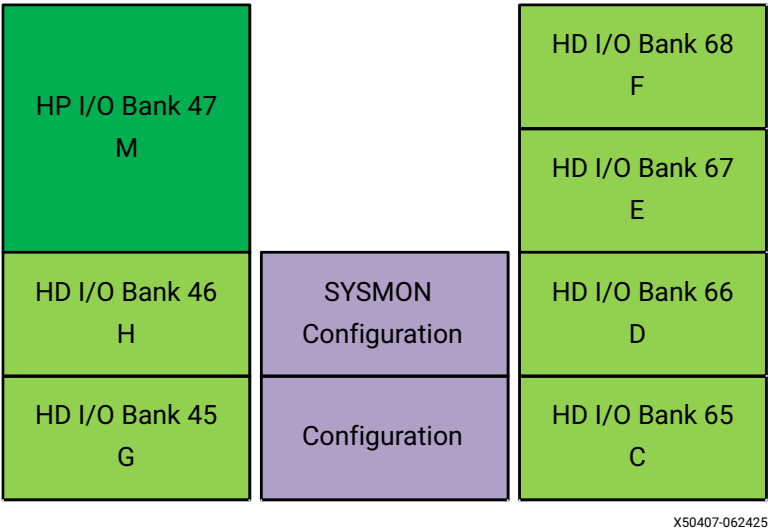 HP I/O Bank 47
M
HD I/O Bank 46
H
HD I/O Bank 45
G
SYSMON
Configuration
Configuration
HD I/O Bank 68
F
HD I/O Bank 67
E
HD I/O Bank 66
D
HD I/O Bank 65
C
X50407-062425